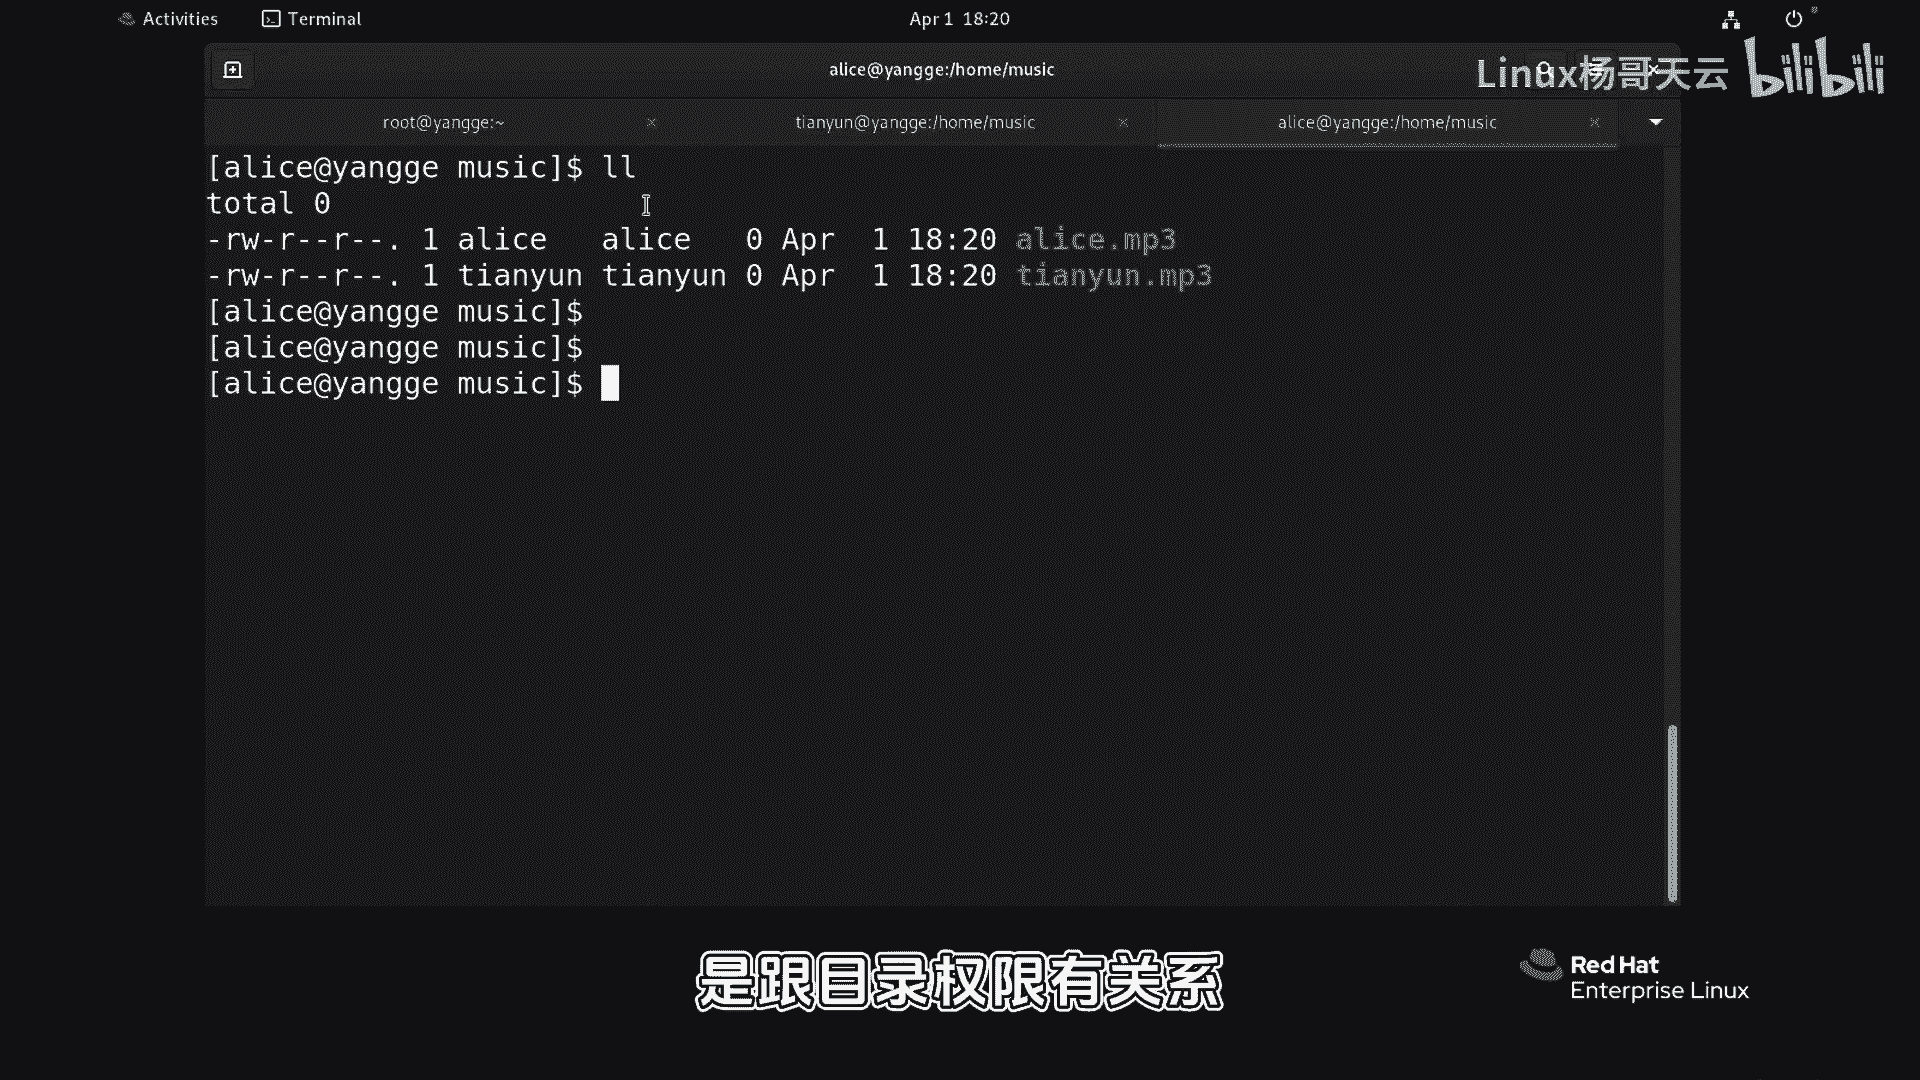 Activities Terminal Apr 1 18:20
alice@yangge:/home/music
Linux杨哥天云 bilibili
root@yangge:~ tianyun@yangge:/home/music alice@yangge:/home/music
[alice@yangge music]$ ll
total 0
-rw-r--r--. 1 alice   alice   0 Apr  1 18:20 alice.mp3
-rw-r--r--. 1 tianyun tianyun 0 Apr  1 18:20 tianyun.mp3
[alice@yangge music]$
[alice@yangge music]$
[alice@yangge music]$
是跟目录权限有关系
Red Hat
Enterprise Linux